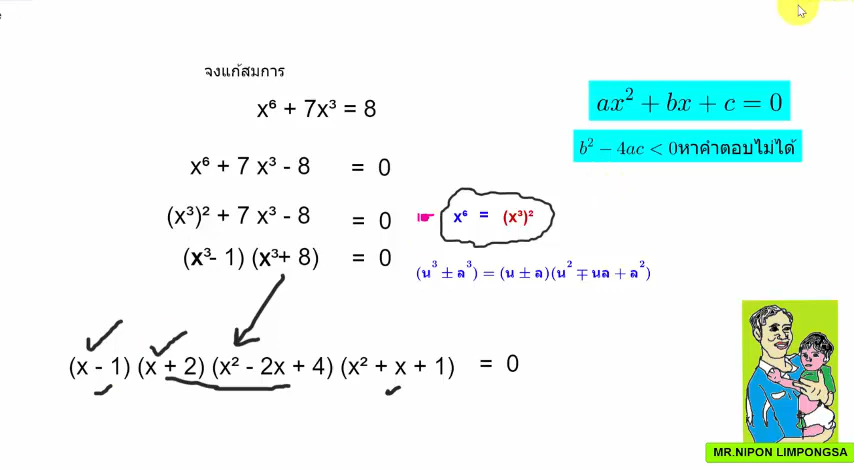 e
จงแก้สมการ
x⁶ + 7x³ = 8
ax² + bx + c = 0
b² − 4ac < 0หาคำตอบไม่ได้
x⁶ + 7 x³ - 8 = 0
(x³)² + 7 x³ - 8 = 0 ☛ x⁶ = (x³)²
(x³- 1) (x³+ 8) = 0
(น³ ± ล³) = (น ± ล)(น² ∓ นล + ล²)
(x - 1) (x + 2) (x² - 2x + 4) (x² + x + 1) = 0
MR.NIPON LIMPONGSA